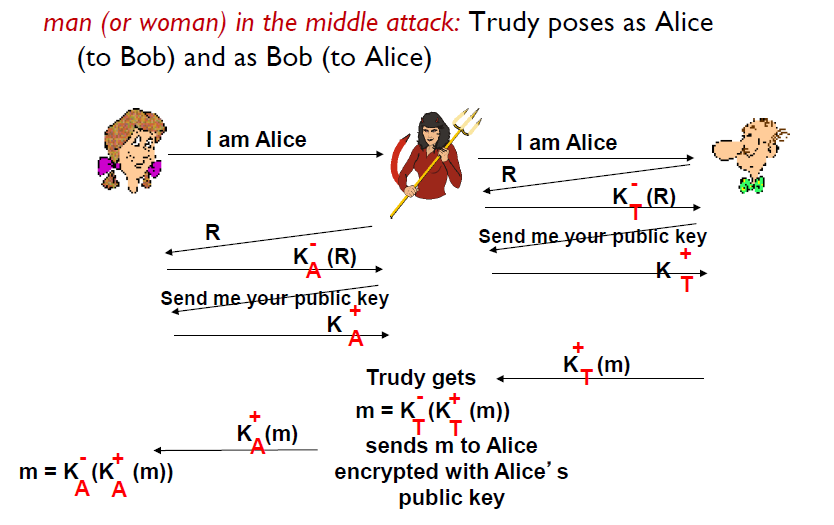 man (or woman) in the middle attack: Trudy poses as Alice
(to Bob) and as Bob (to Alice)
I am Alice
I am Alice
R
K_T^-(R)
Send me your public key
K_T^+
R
K_A^-(R)
Send me your public key
K_A^+
K_T^+(m)
Trudy gets
m = K_T^-(K_T^+(m))
sends m to Alice
encrypted with Alice’s
public key
K_A^+(m)
m = K_A^-(K_A^+(m))